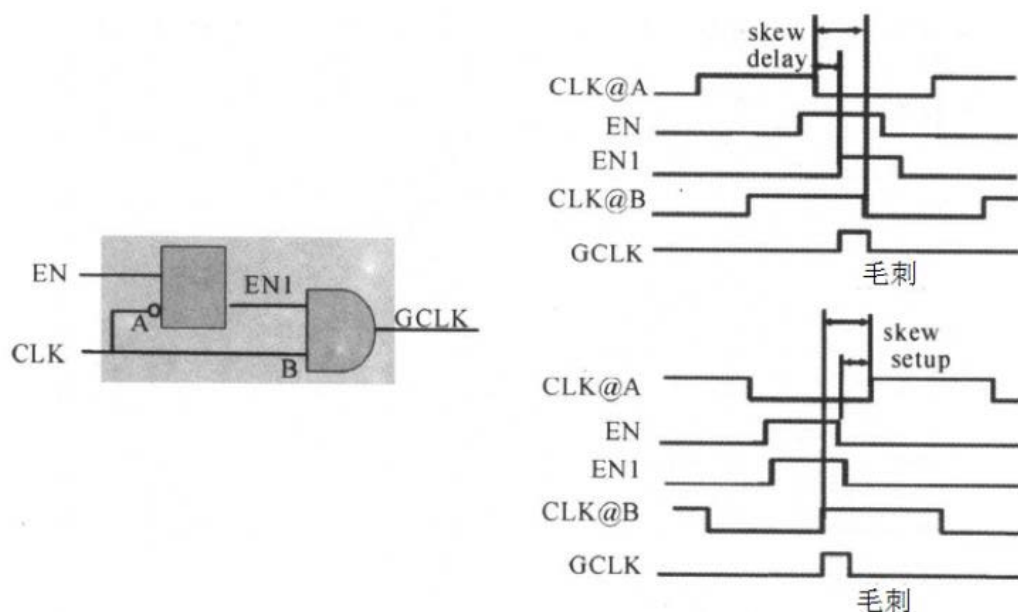 EN
EN1
A
GCLK
CLK
B
skew
delay
CLK@A
EN
EN1
CLK@B
GCLK
毛刺
skew
setup
CLK@A
EN
EN1
CLK@B
GCLK
毛刺